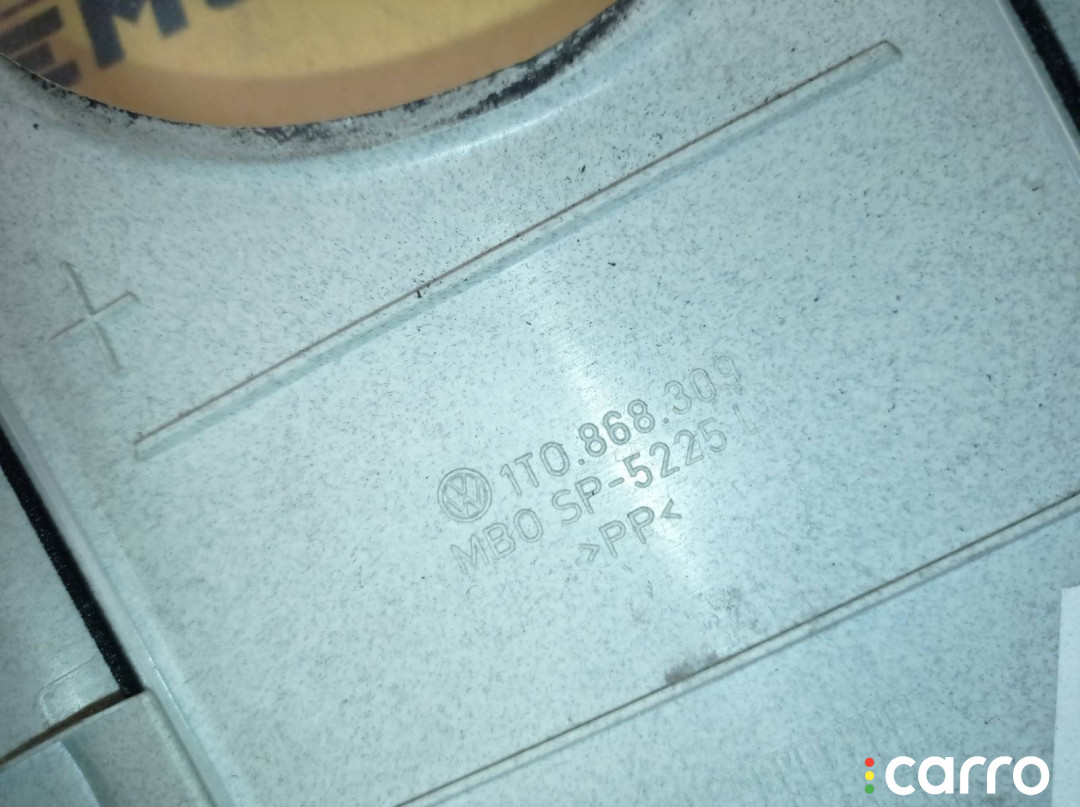 1T0.868.309
MBO SP-5225 L
>PP<
carro